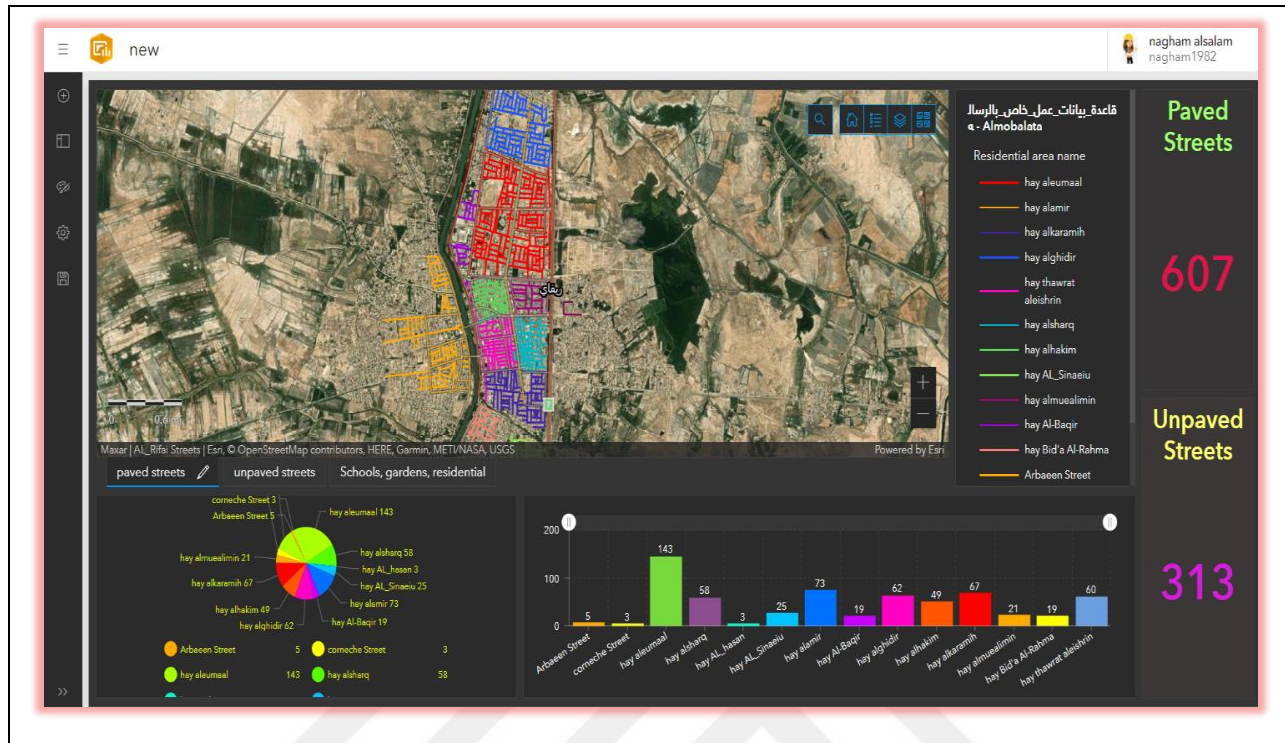 new
nagham alsalam
nagham1982
ريفاي
0
Maxar | AL_Rifai Streets | Esri, © OpenStreetMap contributors, HERE, Garmin, METI/NASA, USGS
Powered by Esri
قاعدة_بيانات_عمل_خاص_بالرسال
ة - Almobalata
Residential area name
hay aleumaal
hay alamir
hay alkaramih
hay alghidir
hay thawrat
aleishrin
hay alsharq
hay alhakim
hay AL_Sinaeiu
hay almuealimin
hay Al-Baqir
hay Bid'a Al-Rahma
Arbaeen Street
Paved
Streets
607
Unpaved
Streets
313
paved streets
unpaved streets
Schools, gardens, residential
corneche Street 3
Arbaeen Street 5
hay aleumaal 143
hay almuealimin 21
hay alsharq 58
hay AL_hasan 3
hay alkaramih 67
hay AL_Sinaeiu 25
hay alamir 73
hay alhakim 49
hay Al-Baqir 19
hay alghidir 62
Arbaeen Street 5
corneche Street 3
hay aleumaal 143
hay alsharq 58
200
100
0
5
3
143
58
3
25
73
19
62
49
67
21
19
60
Arbaeen Street
corneche Street
hay aleumaal
hay alsharq
hay AL_hasan
hay AL_Sinaeiu
hay alamir
hay Al-Baqir
hay alghidir
hay alhakim
hay alkaramih
hay almuealimin
hay Bid'a Al-Rahma
hay thawrat aleishrin